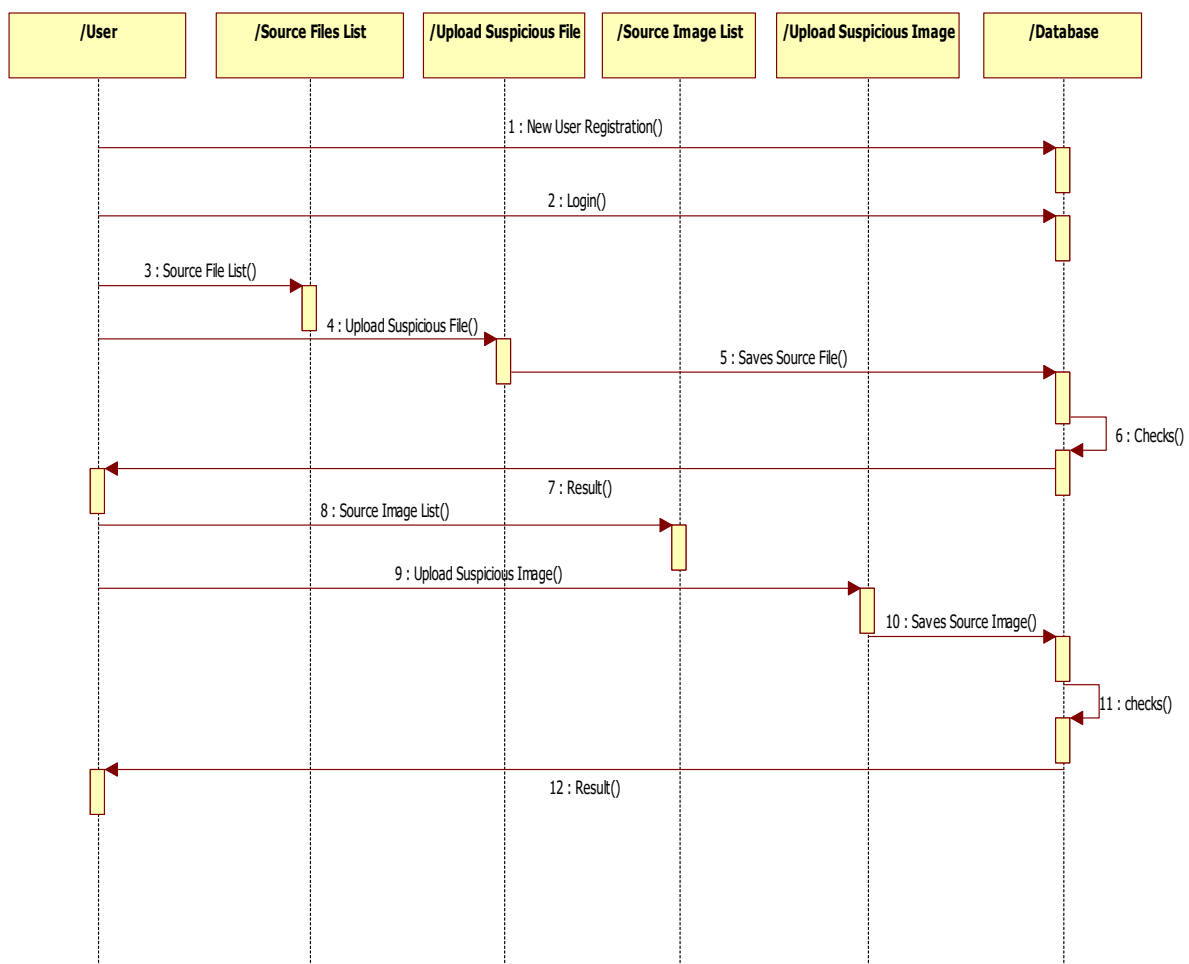 /User
/Source Files List
/Upload Suspicious File
/Source Image List
/Upload Suspicious Image
/Database
1 : New User Registration()
2 : Login()
3 : Source File List()
4 : Upload Suspicious File()
5 : Saves Source File()
6 : Checks()
7 : Result()
8 : Source Image List()
9 : Upload Suspicious Image()
10 : Saves Source Image()
11 : checks()
12 : Result()